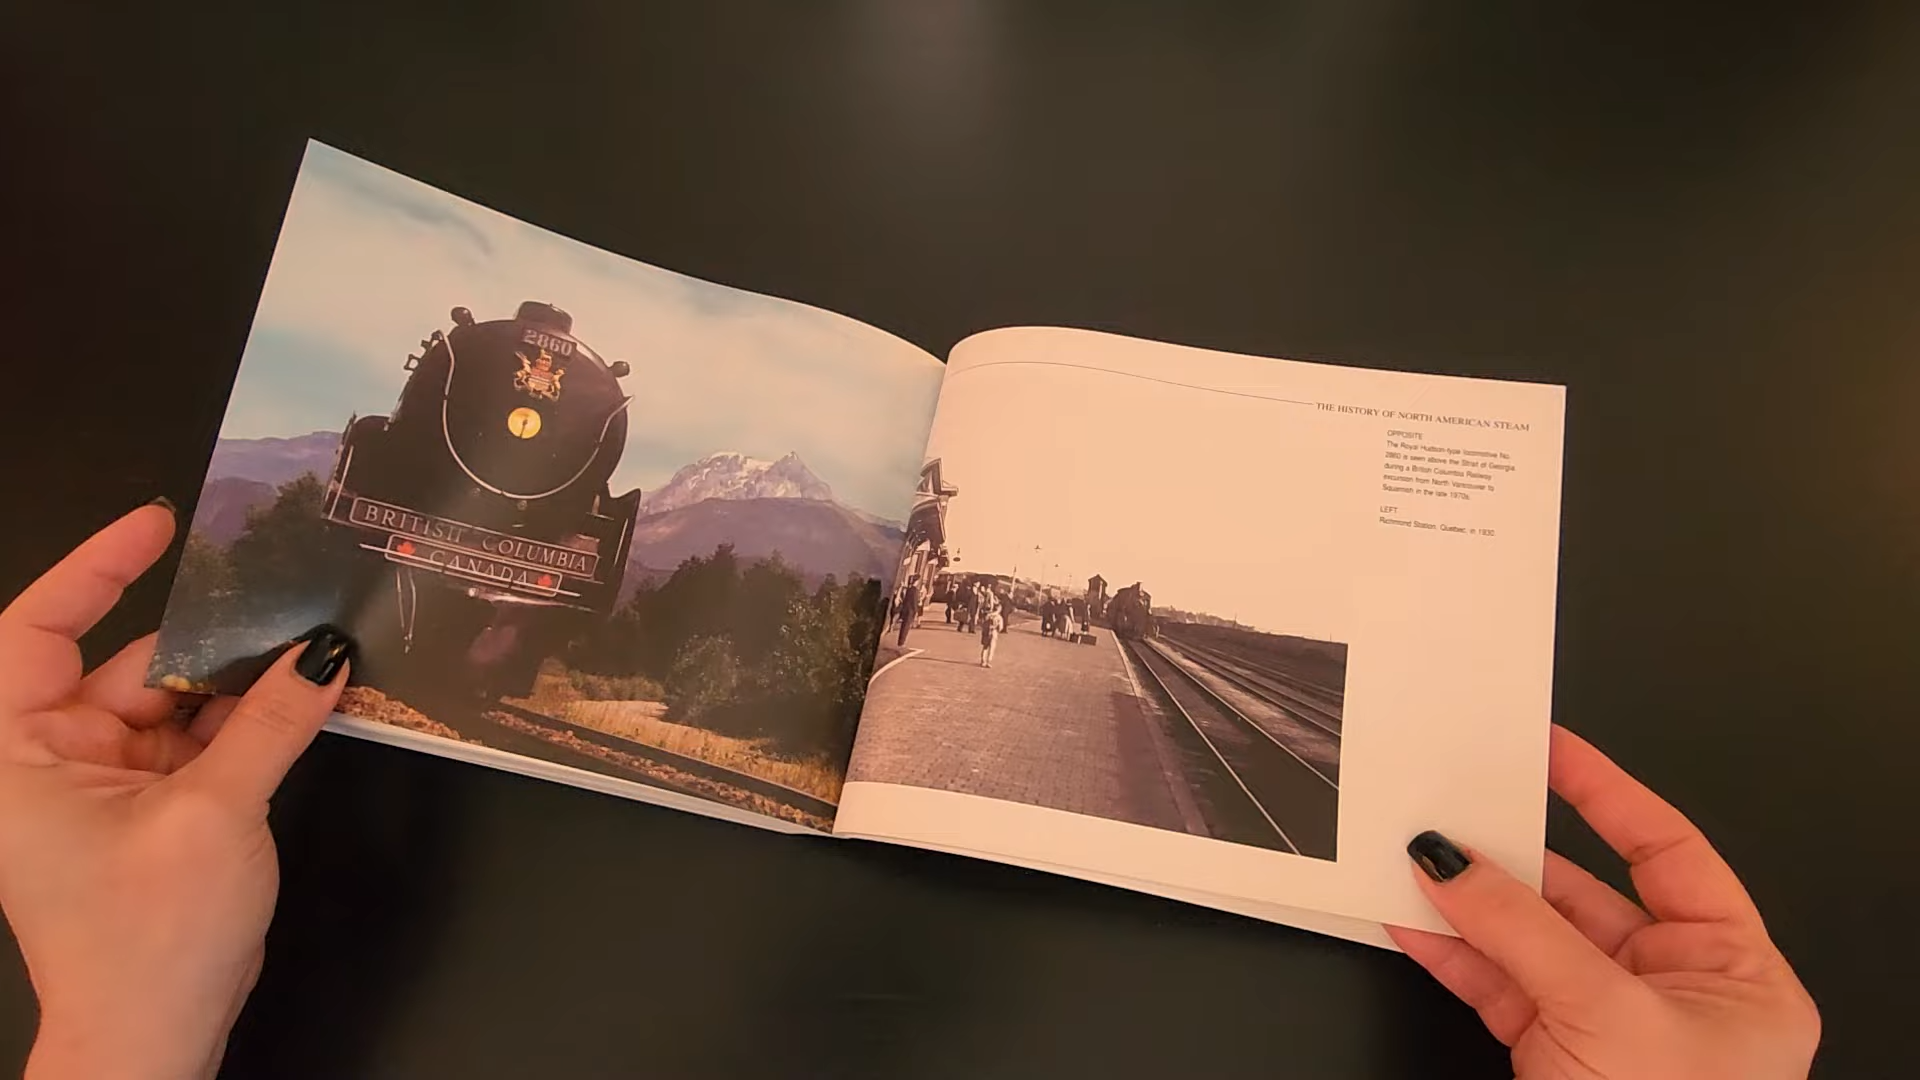 2860
BRITISH COLUMBIA
CANADA
THE HISTORY OF NORTH AMERICAN STEAM
OPPOSITE
The Royal Hudson-type locomotive No.
2860 is seen above the Strait of Georgia
during a British Columbia Railway
excursion from North Vancouver to
Squamish in the late 1970s.
LEFT
Richmond Station, Quebec, in 1930.